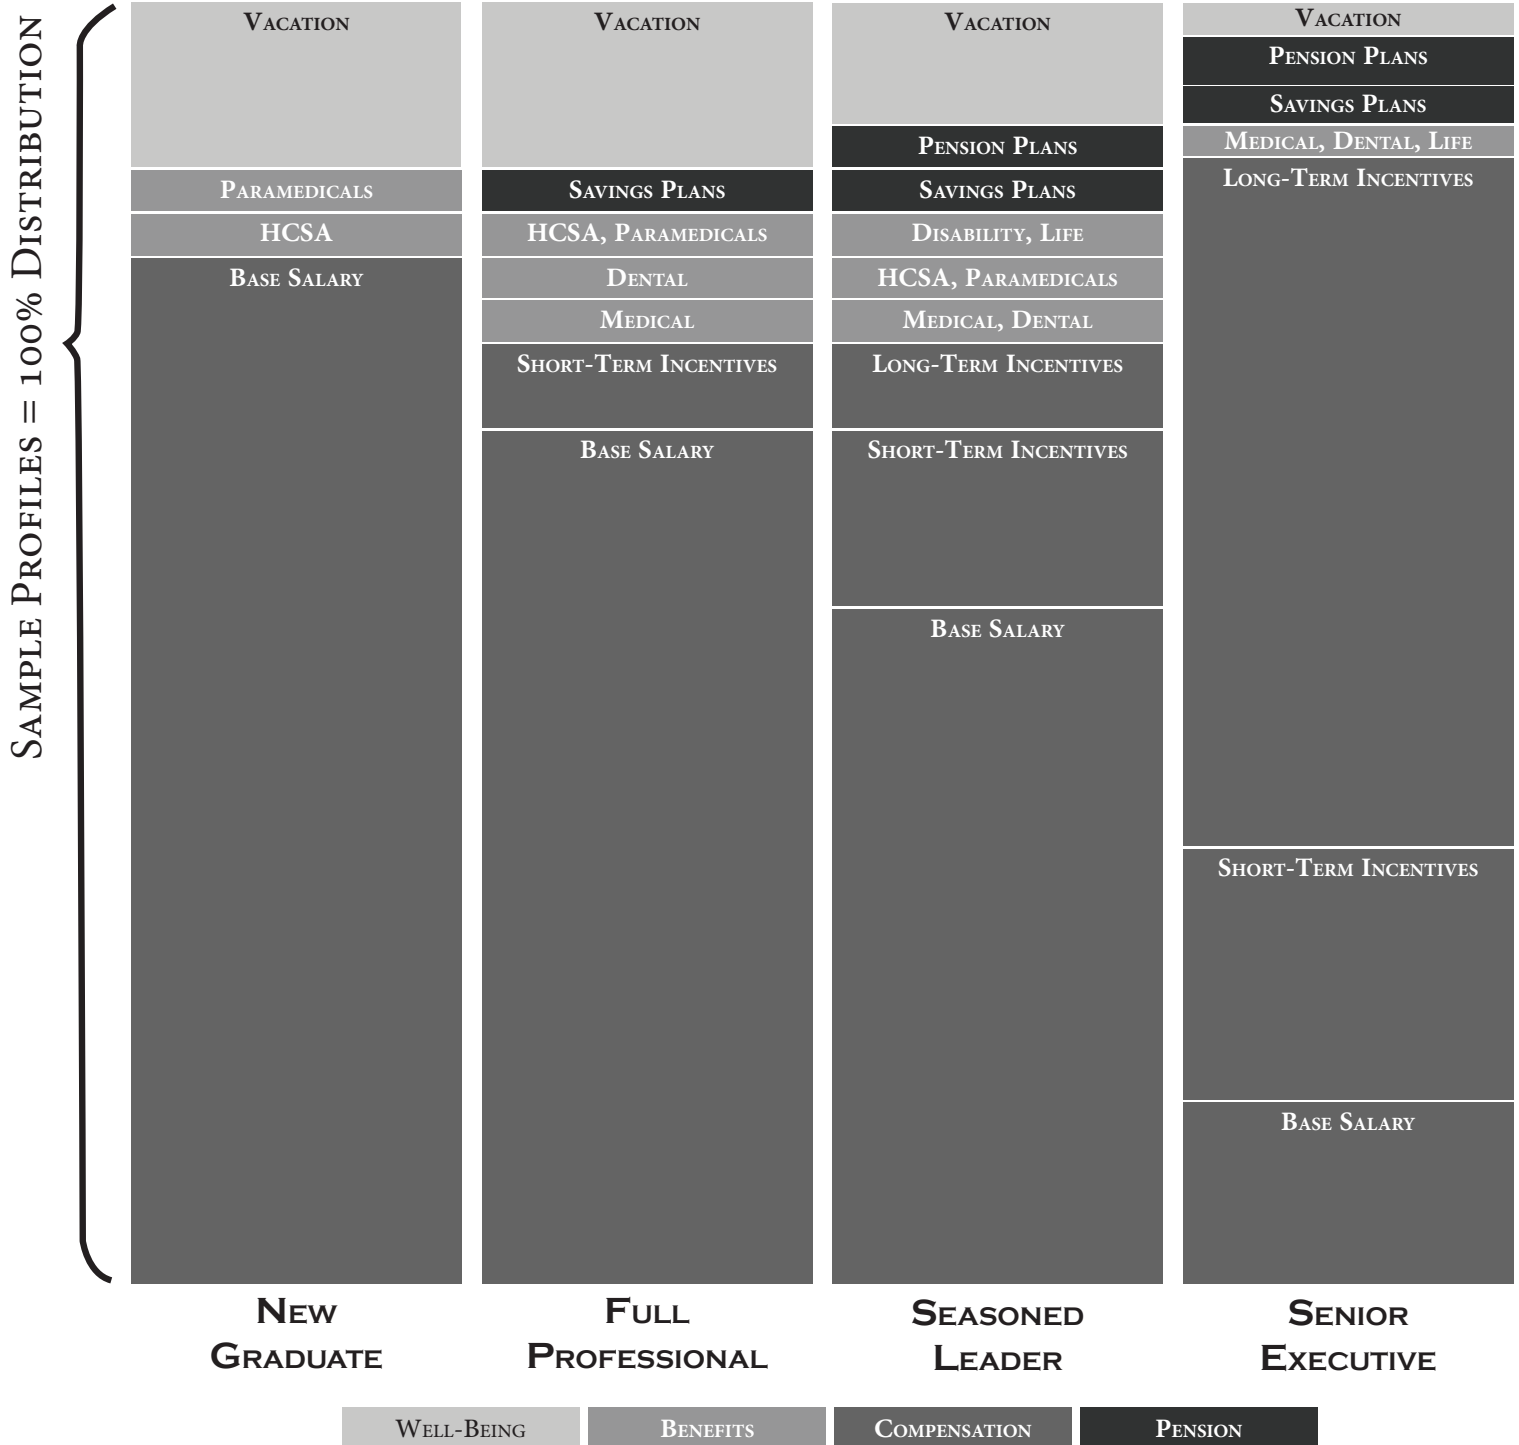 Sample Profiles = 100% Distribution
Vacation
Paramedicals
HCSA
Base Salary
New
Graduate
Vacation
Savings Plans
HCSA, Paramedicals
Dental
Medical
Short-Term Incentives
Base Salary
Full
Professional
Vacation
Pension Plans
Savings Plans
Disability, Life
HCSA, Paramedicals
Medical, Dental
Long-Term Incentives
Short-Term Incentives
Base Salary
Seasoned
Leader
Vacation
Pension Plans
Savings Plans
Medical, Dental, Life
Long-Term Incentives
Short-Term Incentives
Base Salary
Senior
Executive
Well-Being
Benefits
Compensation
Pension